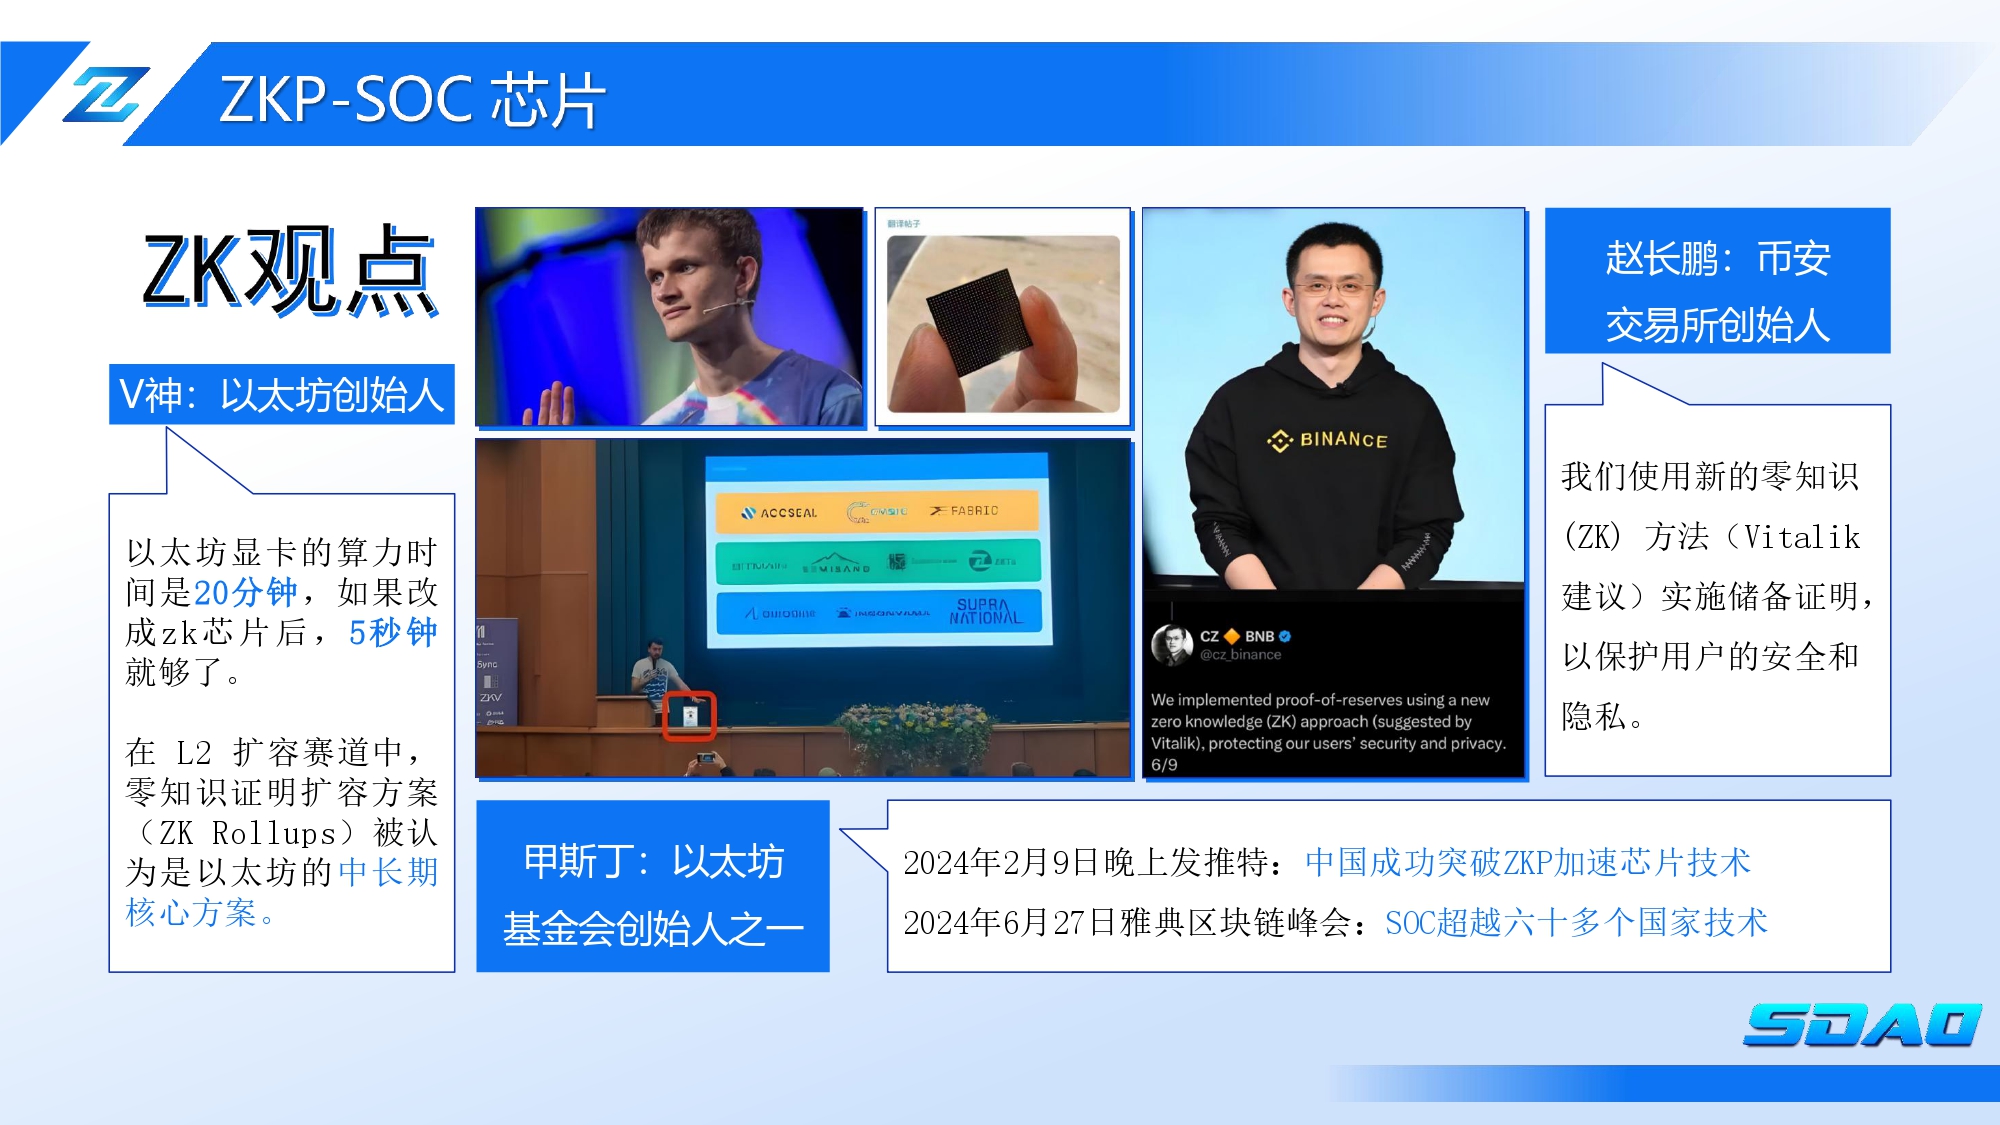 ZKP-SOC 芯片
ZK观点
V神：以太坊创始人
以太坊显卡的算力时
间是20分钟，如果改
成zk芯片后，5秒钟
就够了。
在 L2 扩容赛道中，
零知识证明扩容方案
（ZK Rollups）被认
为是以太坊的中长期
核心方案。
翻译帖子
ACCSEAL
FABRIC
SUPRA
NATIONAL
Sync
ZKV
BINANCE
CZ BNB
@cz_binance
We implemented proof-of-reserves using a new
zero knowledge (ZK) approach (suggested by
Vitalik), protecting our users' security and privacy.
6/9
赵长鹏：币安
交易所创始人
我们使用新的零知识
(ZK) 方法（Vitalik
建议）实施储备证明，
以保护用户的安全和
隐私。
甲斯丁：以太坊
基金会创始人之一
2024年2月9日晚上发推特：中国成功突破ZKP加速芯片技术
2024年6月27日雅典区块链峰会：SOC超越六十多个国家技术
SDAO